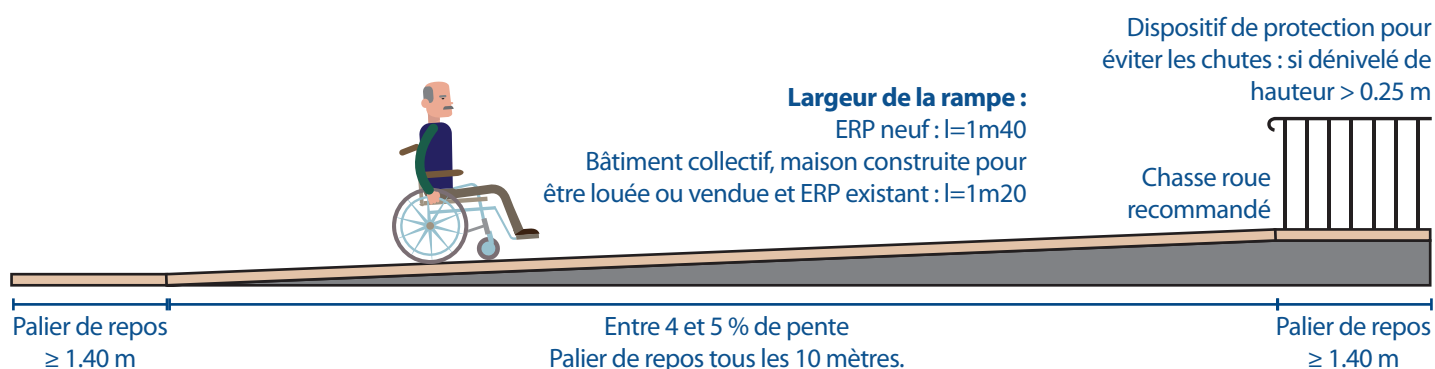 Dispositif de protection pour
éviter les chutes : si dénivelé de
hauteur > 0.25 m
Largeur de la rampe :
ERP neuf : l=1m40
Bâtiment collectif, maison construite pour
être louée ou vendue et ERP existant : l=1m20
Chasse roue
recommandé
Palier de repos
≥ 1.40 m
Entre 4 et 5 % de pente
Palier de repos tous les 10 mètres.
Palier de repos
≥ 1.40 m